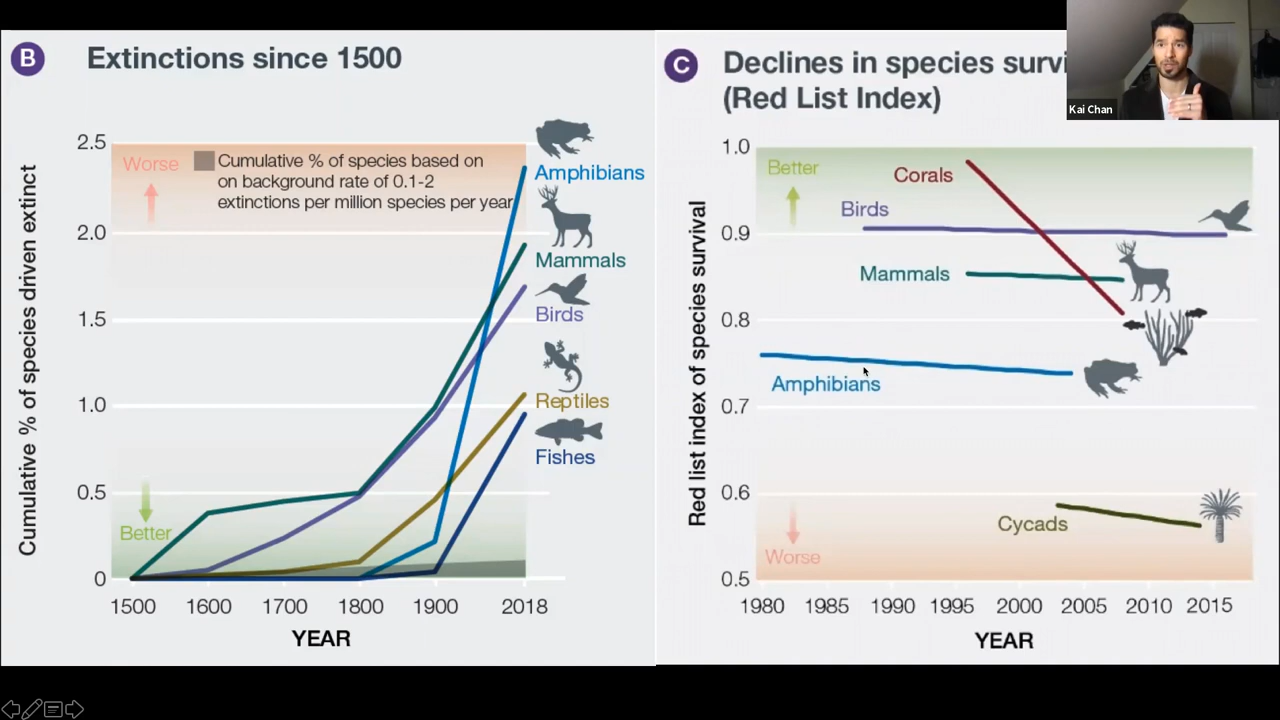 B
Extinctions since 1500
Cumulative % of species driven extinct
2.5
2.0
1.5
1.0
0.5
0
Worse
Cumulative % of species based on
on background rate of 0.1-2
extinctions per million species per year
Better
Amphibians
Mammals
Birds
Reptiles
Fishes
1500 1600 1700 1800 1900 2018
YEAR
C
Declines in species survi
(Red List Index)
Red list index of species survival
1.0
0.9
0.8
0.7
0.6
0.5
Better
Corals
Birds
Mammals
Amphibians
Cycads
Worse
1980 1985 1990 1995 2000 2005 2010 2015
YEAR
Kai Chan